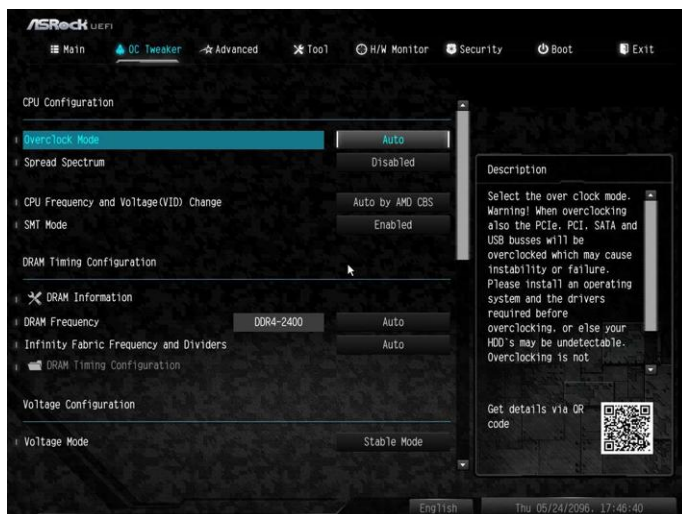 ASRock UEFI
Main OC Tweaker Advanced Tool H/W Monitor Security Boot Exit
CPU Configuration
Overclock Mode Auto
Spread Spectrum Disabled
CPU Frequency and Voltage(VID) Change Auto by AMD CBS
SMT Mode Enabled
DRAM Timing Configuration
DRAM Information
DRAM Frequency DDR4-2400 Auto
Infinity Fabric Frequency and Dividers Auto
DRAM Timing Configuration
Voltage Configuration
Voltage Mode Stable Mode
Description
Select the over clock mode.
Warning! When overclocking
also the PCIe, PCI, SATA and
USB busses will be
overclocked which may cause
instability or failure.
Please install an operating
system and the drivers
required before
overclocking, or else your
HDD`s may be undetectable.
Overclocking is not
Get details via QR
code
English Thu 05/24/2096, 17:46:40